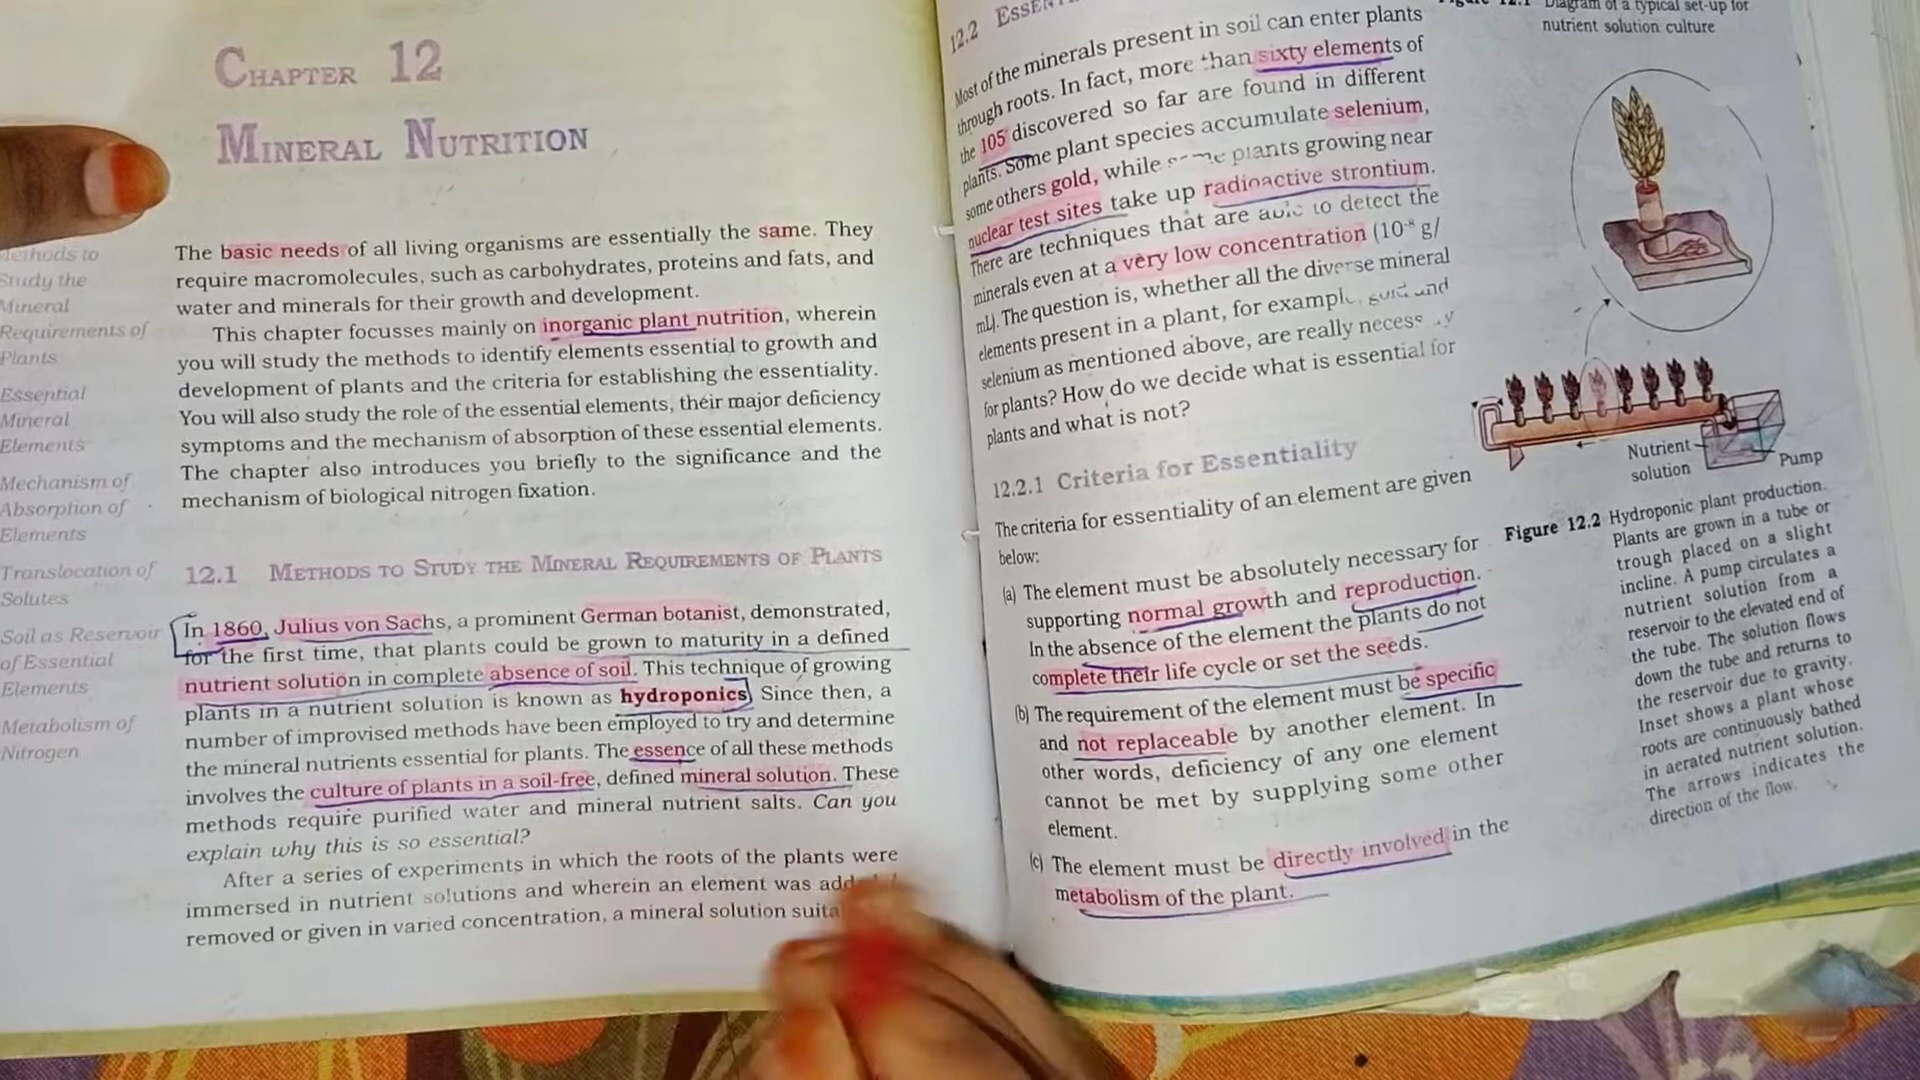 CHAPTER 12
MINERAL NUTRITION
Methods to
Study the
Mineral
Requirements of
Plants
Essential
Mineral
Elements
Mechanism of
Absorption of
Elements
Translocation of
Solutes
Soil as Reservoir
of Essential
Elements
Metabolism of
Nitrogen
The basic needs of all living organisms are essentially the same. They
require macromolecules, such as carbohydrates, proteins and fats, and
water and minerals for their growth and development.
This chapter focusses mainly on inorganic plant nutrition, wherein
you will study the methods to identify elements essential to growth and
development of plants and the criteria for establishing the essentiality.
You will also study the role of the essential elements, their major deficiency
symptoms and the mechanism of absorption of these essential elements.
The chapter also introduces you briefly to the significance and the
mechanism of biological nitrogen fixation.
12.1 METHODS TO STUDY THE MINERAL REQUIREMENTS OF PLANTS
In 1860, Julius von Sachs, a prominent German botanist, demonstrated,
for the first time, that plants could be grown to maturity in a defined
nutrient solution in complete absence of soil. This technique of growing
plants in a nutrient solution is known as hydroponics. Since then, a
number of improvised methods have been employed to try and determine
the mineral nutrients essential for plants. The essence of all these methods
involves the culture of plants in a soil-free, defined mineral solution. These
methods require purified water and mineral nutrient salts. Can you
explain why this is so essential?
After a series of experiments in which the roots of the plants were
immersed in nutrient solutions and wherein an element was
removed or given in varied concentration, a mineral solution
12.2
Most of the minerals present in soil can enter plants
through roots. In fact, more than sixty elements of
the 105 discovered so far are found in different
plants. Some plant species accumulate selenium,
some others gold, while some plants growing near
nuclear test sites take up radioactive strontium.
There are techniques that are able to detect the
minerals even at a very low concentration (10⁻⁸ g/
mL). The question is, whether all the diverse mineral
elements present in a plant, for example, gold and
selenium as mentioned above, are really necessary
for plants? How do we decide what is essential for
plants and what is not?
12.2.1 Criteria for Essentiality
The criteria for essentiality of an element are given
below:
(a) The element must be absolutely necessary for
supporting normal growth and reproduction.
In the absence of the element the plants do not
complete their life cycle or set the seeds.
(b) The requirement of the element must be specific
and not replaceable by another element. In
other words, deficiency of any one element
cannot be met by supplying some other
element.
(c) The element must be directly involved in the
metabolism of the plant.
Figure 12.1 Diagram of a typical set-up for
nutrient solution culture
Nutrient
solution
Pump
Figure 12.2 Hydroponic plant production.
Plants are grown in a tube or
trough placed on a slight
incline. A pump circulates a
nutrient solution from a
reservoir to the elevated end of
the tube. The solution flows
down the tube and returns to
the reservoir due to gravity.
Inset shows a plant whose
roots are continuously bathed
in aerated nutrient solution.
The arrows indicates the
direction of the flow.